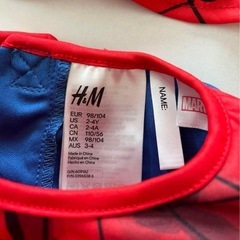 H&M
EUR 98/104
US 2-4Y
CA 2-4A
CN 110/56
MX 98/104
AUS 3-4
Made in China
Fabriqué en Chine
Hecho en China
NAME:
MARVEL